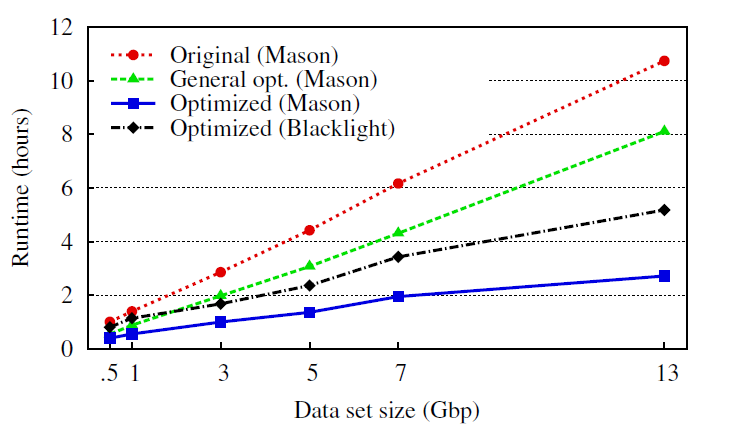 12
10
8
6
4
2
0
Runtime (hours)
Original (Mason)
General opt. (Mason)
Optimized (Mason)
Optimized (Blacklight)
.5 1 3 5 7 13
Data set size (Gbp)